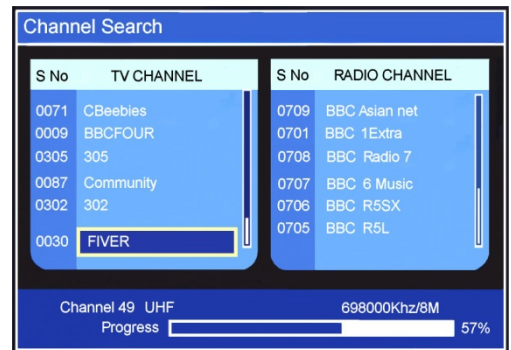 Channel Search
S No TV CHANNEL
0071 CBeebies
0009 BBCFOUR
0305 305
0087 Community
0302 302
0030 FIVER
S No RADIO CHANNEL
0709 BBC Asian net
0701 BBC 1Extra
0708 BBC Radio 7
0707 BBC 6 Music
0706 BBC R5SX
0705 BBC R5L
Channel 49 UHF 698000Khz/8M
Progress 57%